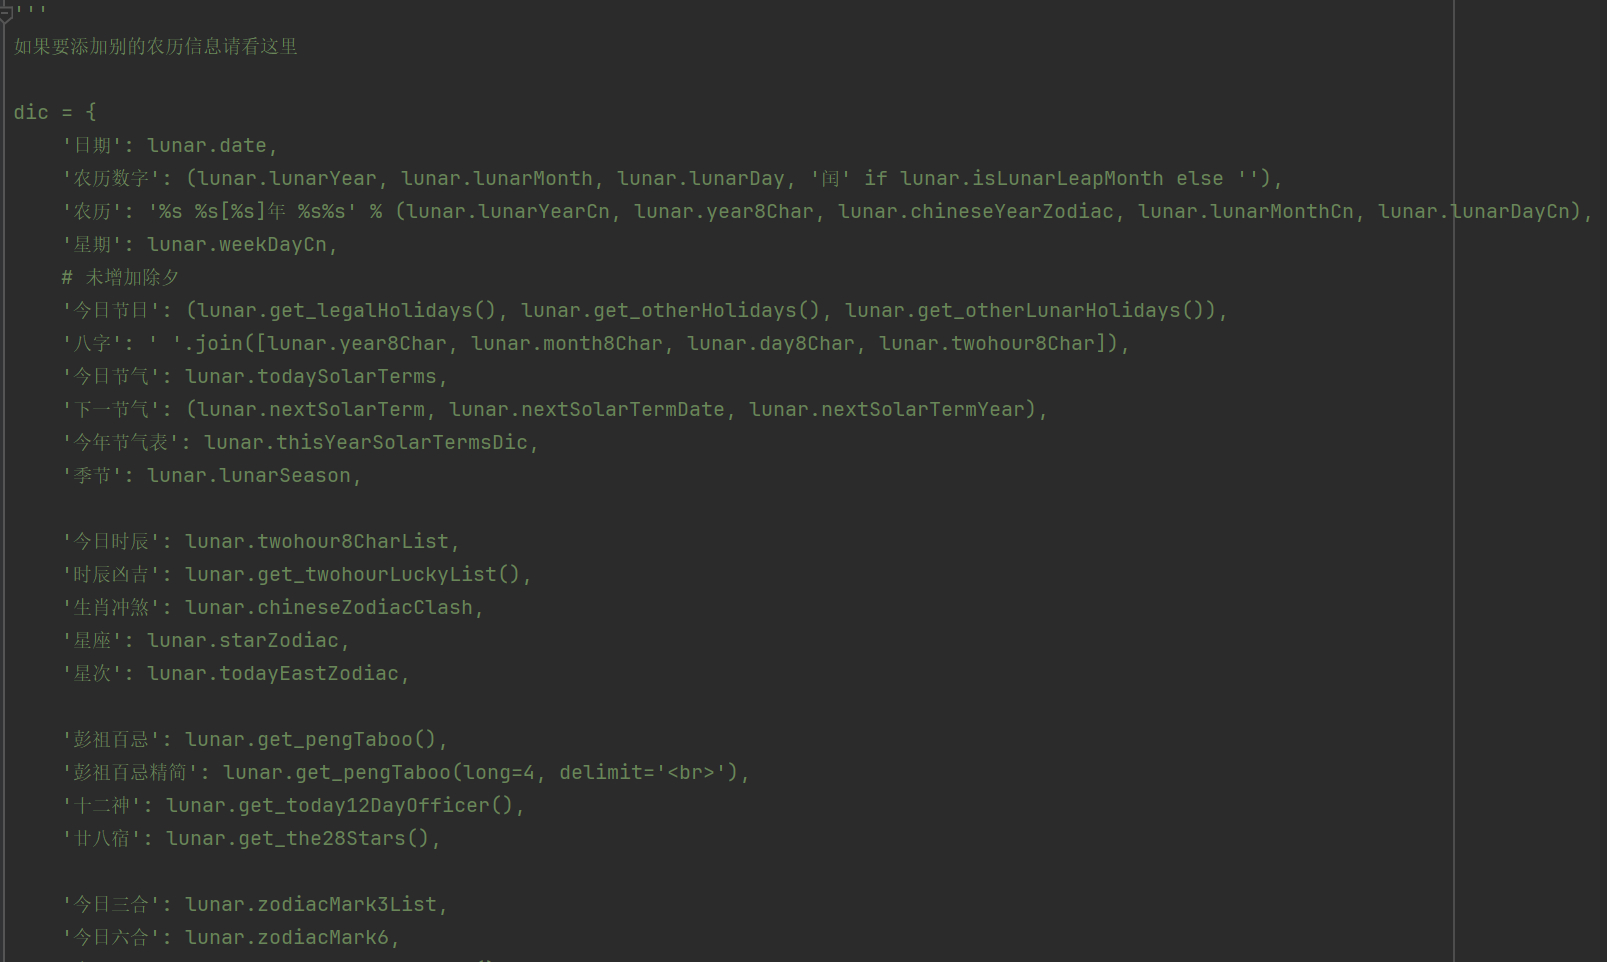 '''
如果要添加别的农历信息请看这里
dic = {
    '日期': lunar.date,
    '农历数字': (lunar.lunarYear, lunar.lunarMonth, lunar.lunarDay, '闰' if lunar.isLunarLeapMonth else ''),
    '农历': '%s %s[%s]年 %s%s' % (lunar.lunarYearCn, lunar.year8Char, lunar.chineseYearZodiac, lunar.lunarMonthCn, lunar.lunarDayCn),
    '星期': lunar.weekDayCn,
    # 未增加除夕
    '今日节日': (lunar.get_legalHolidays(), lunar.get_otherHolidays(), lunar.get_otherLunarHolidays()),
    '八字': ' '.join([lunar.year8Char, lunar.month8Char, lunar.day8Char, lunar.twohour8Char]),
    '今日节气': lunar.todaySolarTerms,
    '下一节气': (lunar.nextSolarTerm, lunar.nextSolarTermDate, lunar.nextSolarTermYear),
    '今年节气表': lunar.thisYearSolarTermsDic,
    '季节': lunar.lunarSeason,
    '今日时辰': lunar.twohour8CharList,
    '时辰凶吉': lunar.get_twohourLuckyList(),
    '生肖冲煞': lunar.chineseZodiacClash,
    '星座': lunar.starZodiac,
    '星次': lunar.todayEastZodiac,
    '彭祖百忌': lunar.get_pengTaboo(),
    '彭祖百忌精简': lunar.get_pengTaboo(long=4, delimit='<br>'),
    '十二神': lunar.get_today12DayOfficer(),
    '廿八宿': lunar.get_the28Stars(),
    '今日三合': lunar.zodiacMark3List,
    '今日六合': lunar.zodiacMark6,